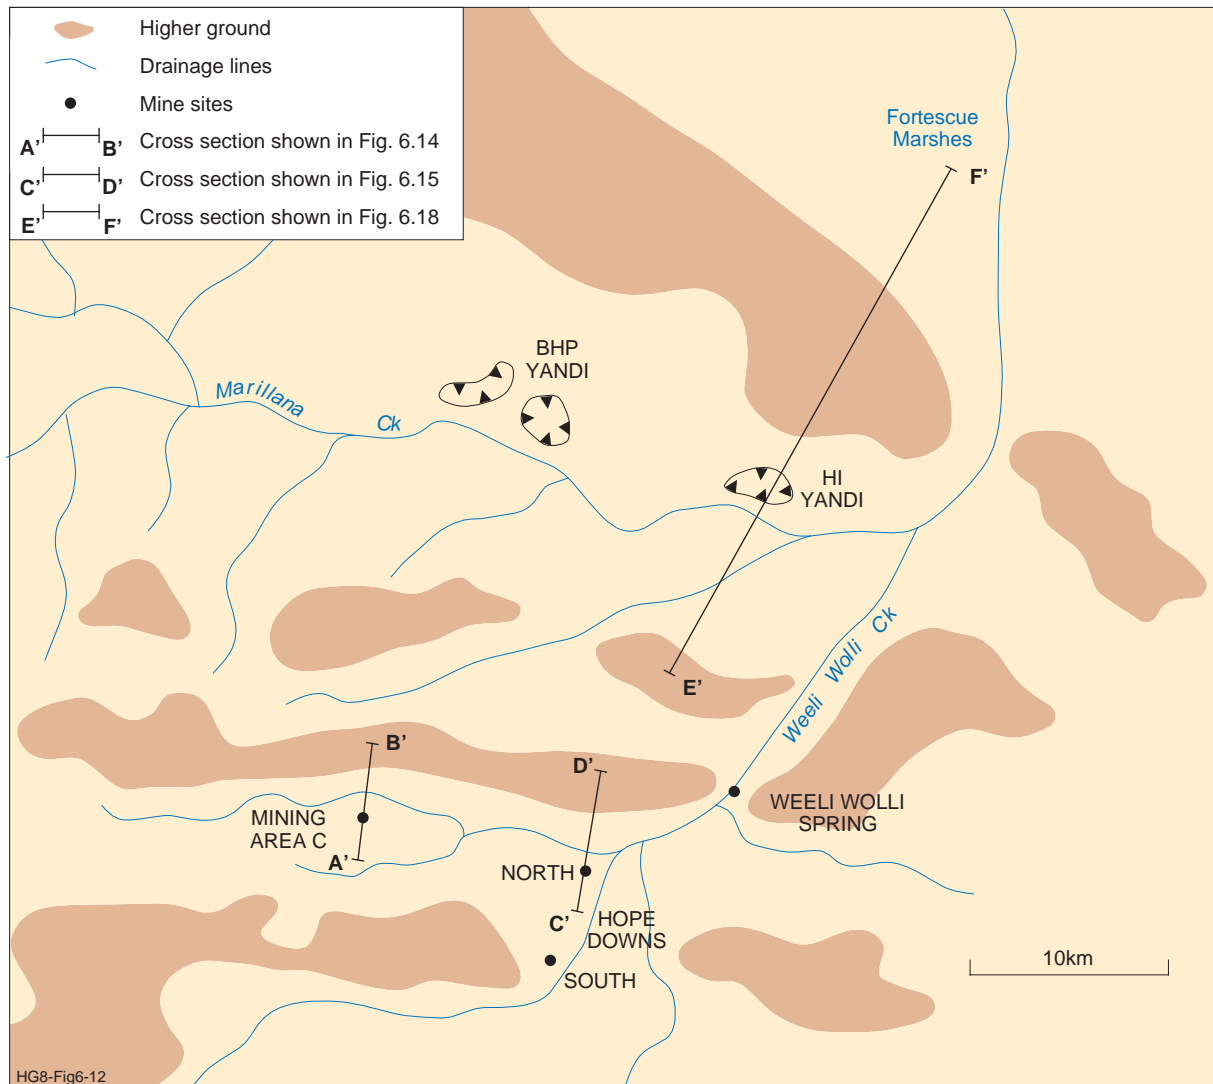 Higher ground
Drainage lines
Mine sites
A’ B’ Cross section shown in Fig. 6.14
C’ D’ Cross section shown in Fig. 6.15
E’ F’ Cross section shown in Fig. 6.18
Fortescue
Marshes
F’
BHP
YANDI
Marillana Ck
HI
YANDI
Weeli Wolli Ck
E’
B’
D’
MINING
AREA C
A’
WEELI WOLLI
SPRING
NORTH
C’
HOPE
DOWNS
SOUTH
10km
HG8-Fig6-12